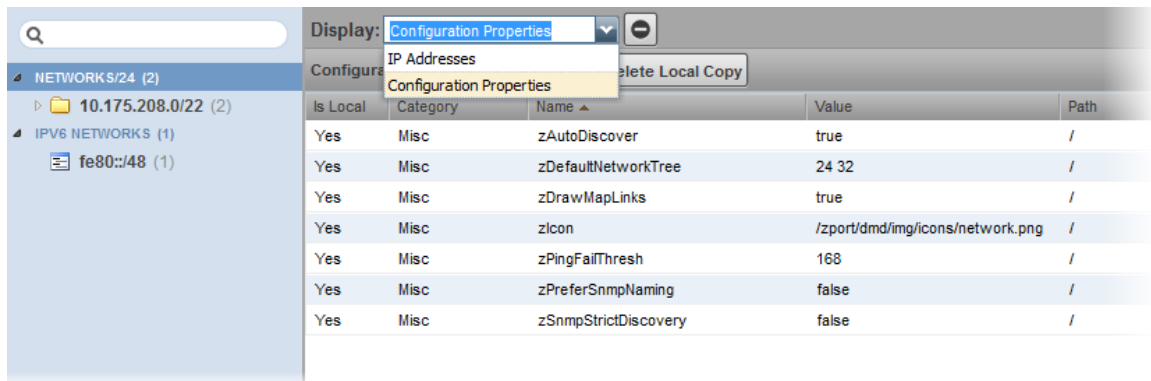 Display: Configuration Properties
IP Addresses
Configuration Properties
Configura
elete Local Copy
NETWORKS/24 (2)
10.175.208.0/22 (2)
IPV6 NETWORKS (1)
fe80::/48 (1)
Is Local Category Name Value Path
Yes Misc zAutoDiscover true /
Yes Misc zDefaultNetworkTree 24 32 /
Yes Misc zDrawMapLinks true /
Yes Misc zIcon /zport/dmd/img/icons/network.png /
Yes Misc zPingFailThresh 168 /
Yes Misc zPreferSnmpNaming false /
Yes Misc zSnmpStrictDiscovery false /